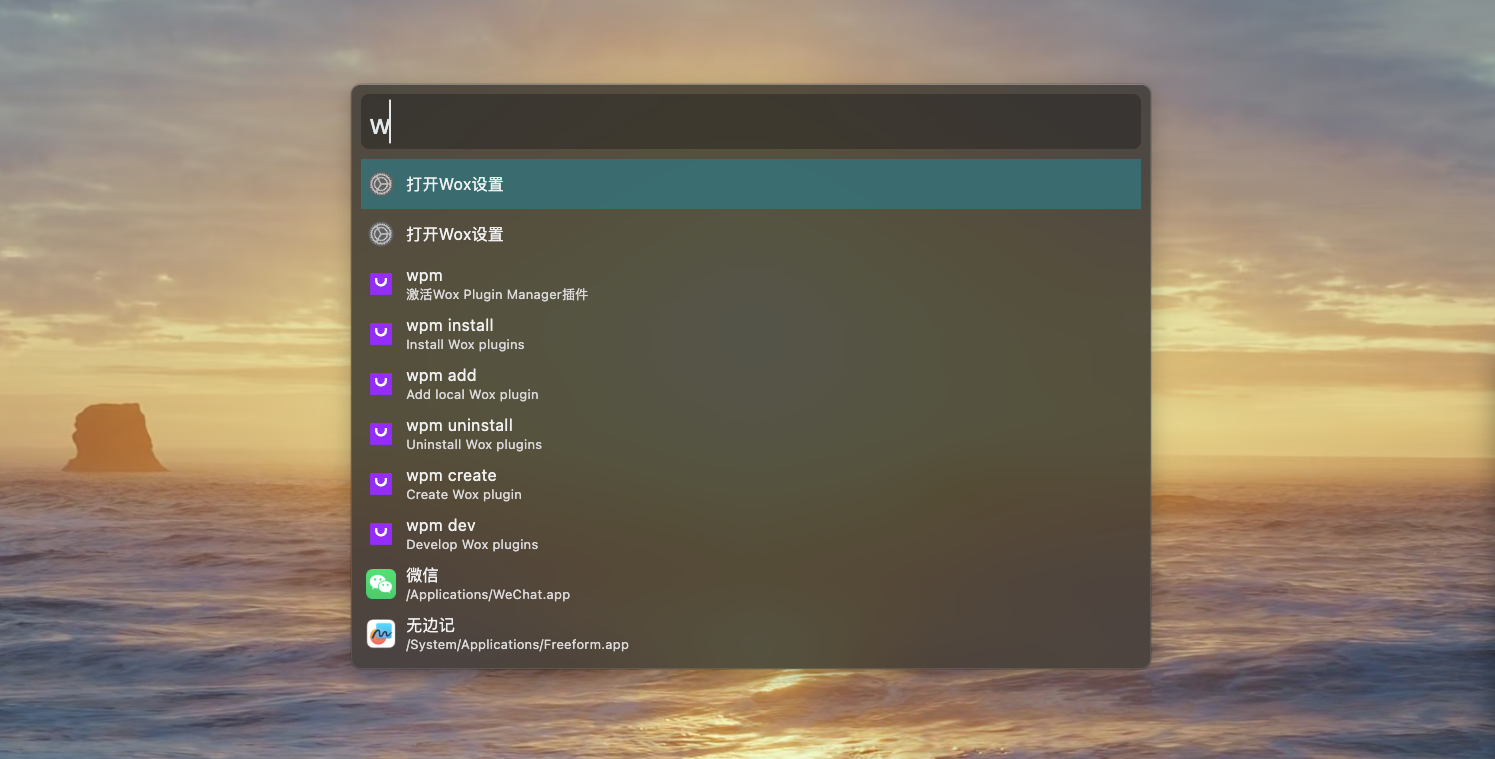 w
打开Wox设置
打开Wox设置
wpm
激活Wox Plugin Manager插件
wpm install
Install Wox plugins
wpm add
Add local Wox plugin
wpm uninstall
Uninstall Wox plugins
wpm create
Create Wox plugin
wpm dev
Develop Wox plugins
微信
/Applications/WeChat.app
无边记
/System/Applications/Freeform.app